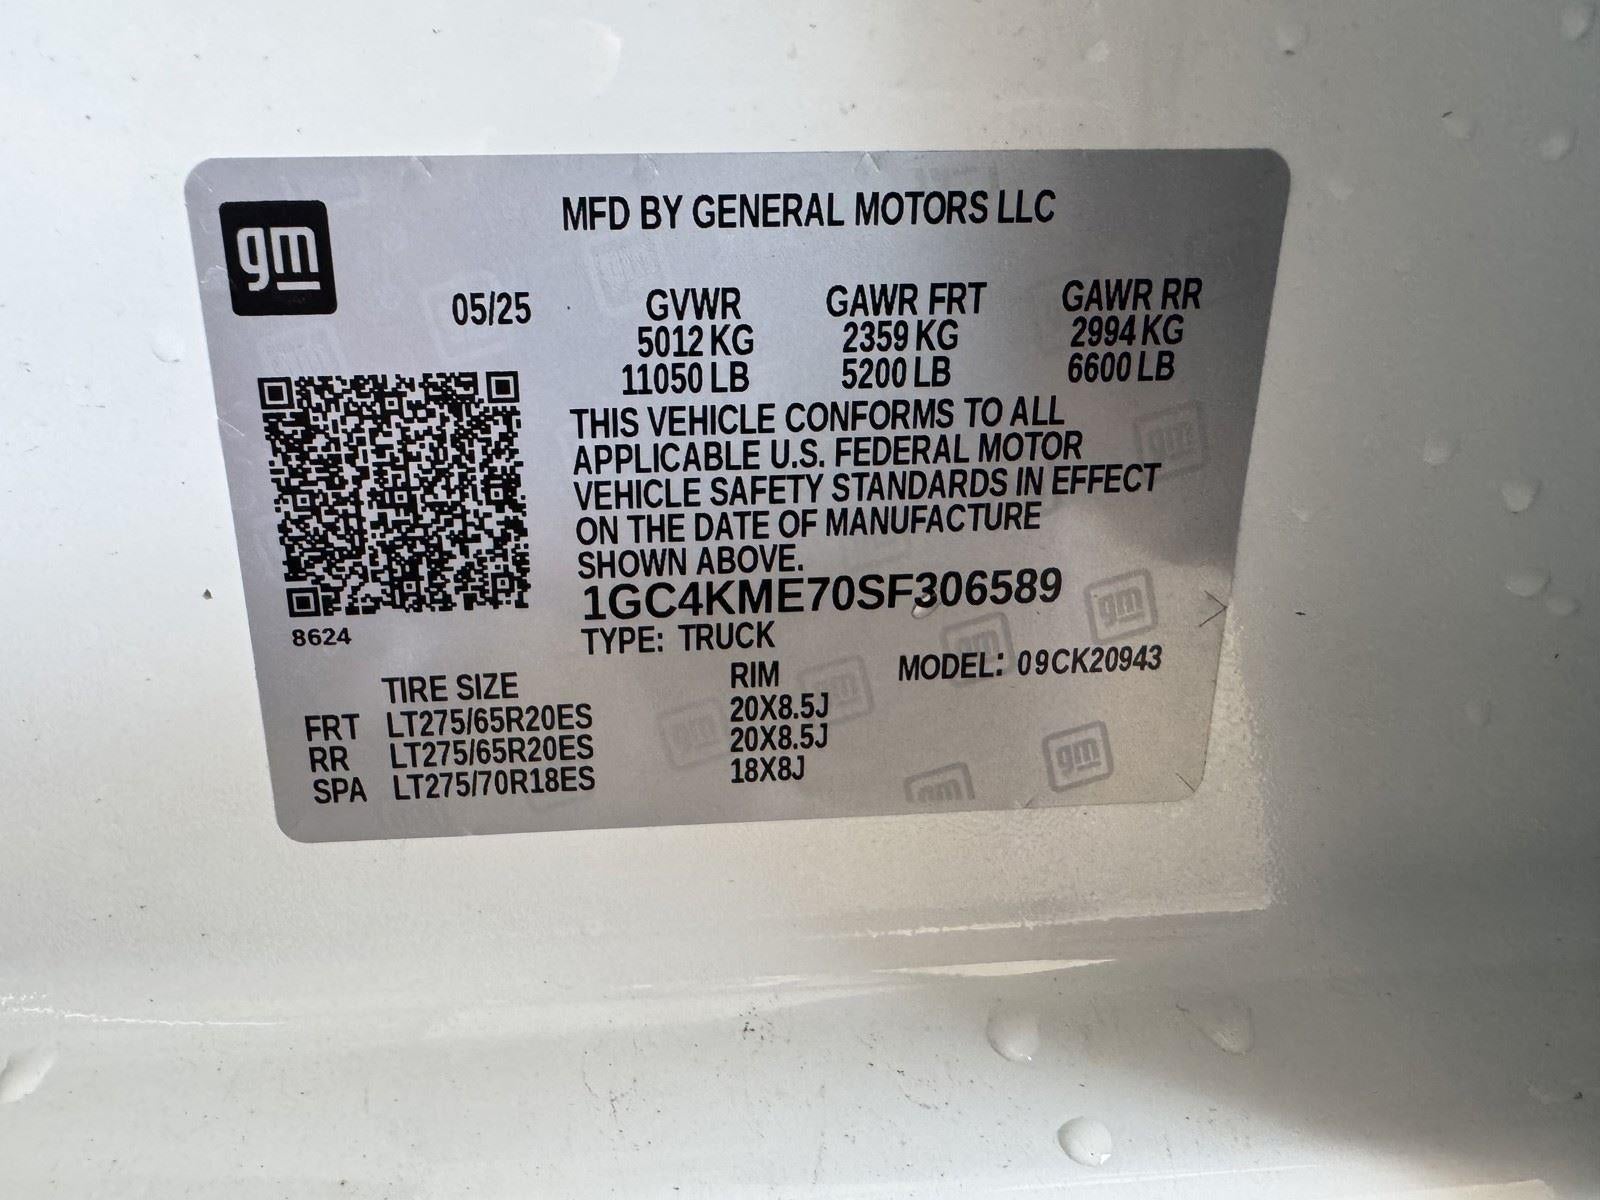 gm
MFD BY GENERAL MOTORS LLC
05/25 GVWR GAWR FRT GAWR RR
5012 KG 2359 KG 2994 KG
11050 LB 5200 LB 6600 LB
THIS VEHICLE CONFORMS TO ALL
APPLICABLE U.S. FEDERAL MOTOR
VEHICLE SAFETY STANDARDS IN EFFECT
ON THE DATE OF MANUFACTURE
SHOWN ABOVE.
1GC4KME70SF306589
8624
TYPE: TRUCK
MODEL: 09CK20943
TIRE SIZE RIM
FRT LT275/65R20ES 20X8.5J
RR LT275/65R20ES 20X8.5J
SPA LT275/70R18ES 18X8J